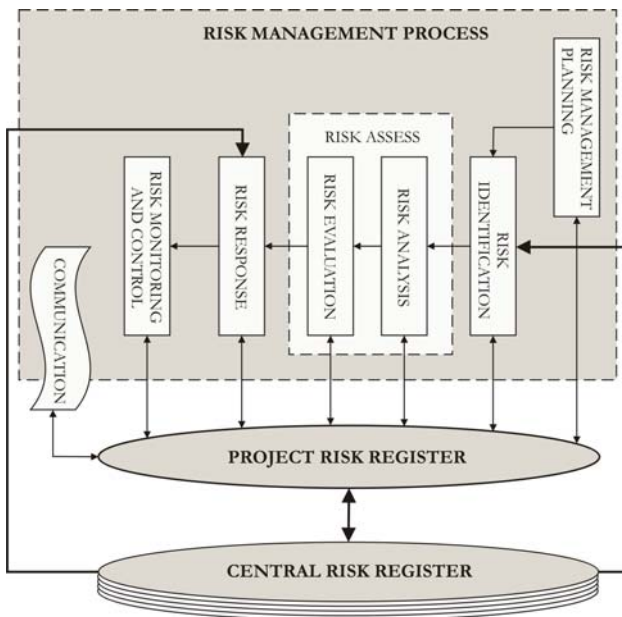 RISK MANAGEMENT PROCESS
RISK MANAGEMENT
PLANNING
RISK ASSESS
RISK MONITORING
AND CONTROL
RISK RESPONSE
RISK EVALUATION
RISK ANALYSIS
RISK
IDENTIFICATION
COMMUNICATION
PROJECT RISK REGISTER
CENTRAL RISK REGISTER